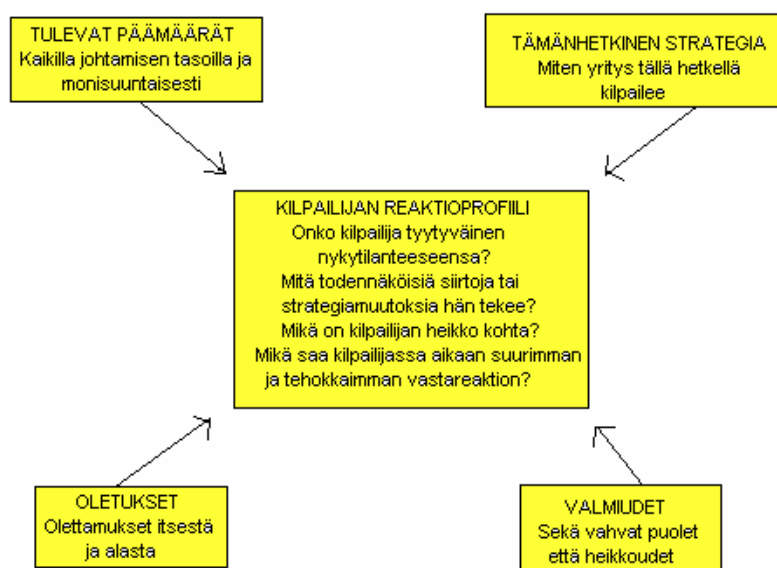 TULEVAT PÄÄMÄÄRÄT
Kaikilla johtamisen tasoilla ja
monisuuntaisesti
TÄMÄNHETKINEN STRATEGIA
Miten yritys tällä hetkellä
kilpailee
KILPAILIJAN REAKTIOPROFIILI
Onko kilpailija tyytyväinen
nykytilanteeseensa?
Mitä todennäköisiä siirtoja tai
strategiamuutoksia hän tekee?
Mikä on kilpailijan heikko kohta?
Mikä saa kilpailijassa aikaan suurimman
ja tehokkaimman vastareaktion?
OLETUKSET
Olettamukset itsestä
ja alasta
VALMIUDET
Sekä vahvat puolet
että heikkoudet